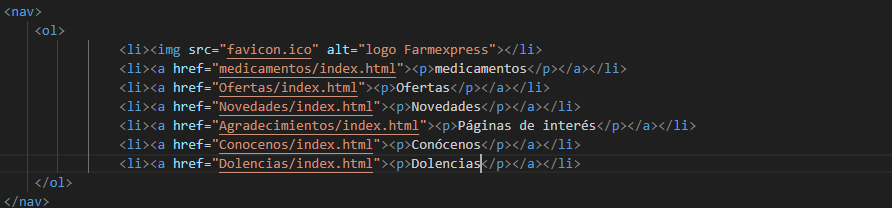 <nav>
<ol>
<li><img src="favicon.ico" alt="logo Farmexpress"></li>
<li><a href="medicamentos/index.html"><p>medicamentos</p></a></li>
<li><a href="Ofertas/index.html"><p>Ofertas</p></a></li>
<li><a href="Novedades/index.html"><p>Novedades</p></a></li>
<li><a href="Agradecimientos/index.html"><p>Páginas de interés</p></a></li>
<li><a href="Conocenos/index.html"><p>Conócenos</p></a></li>
<li><a href="Dolencias/index.html"><p>Dolencias</p></a></li>
</ol>
</nav>